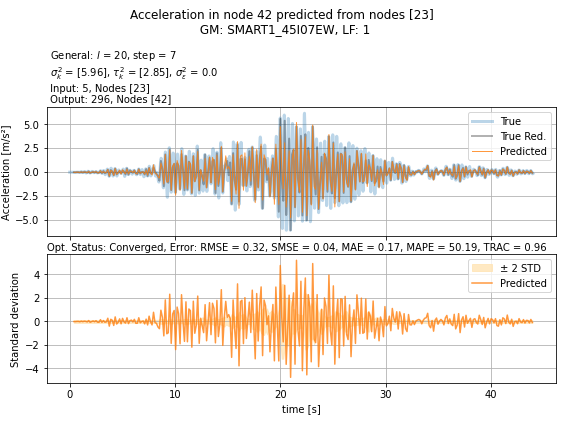 Acceleration in node 42 predicted from nodes [23]
GM: SMART1_45I07EW, LF: 1
General: l = 20, step = 7
σ²ₖ = [5.96], τ²ₖ = [2.85], σ²ε = 0.0
Input: 5, Nodes [23]
Output: 296, Nodes [42]
Acceleration [m/s²]
5.0
2.5
0.0
−2.5
−5.0
True
True Red.
Predicted
Opt. Status: Converged, Error: RMSE = 0.32, SMSE = 0.04, MAE = 0.17, MAPE = 50.19, TRAC = 0.96
Standard deviation
4
2
0
−2
−4
± 2 STD
Predicted
0 10 20 30 40
time [s]